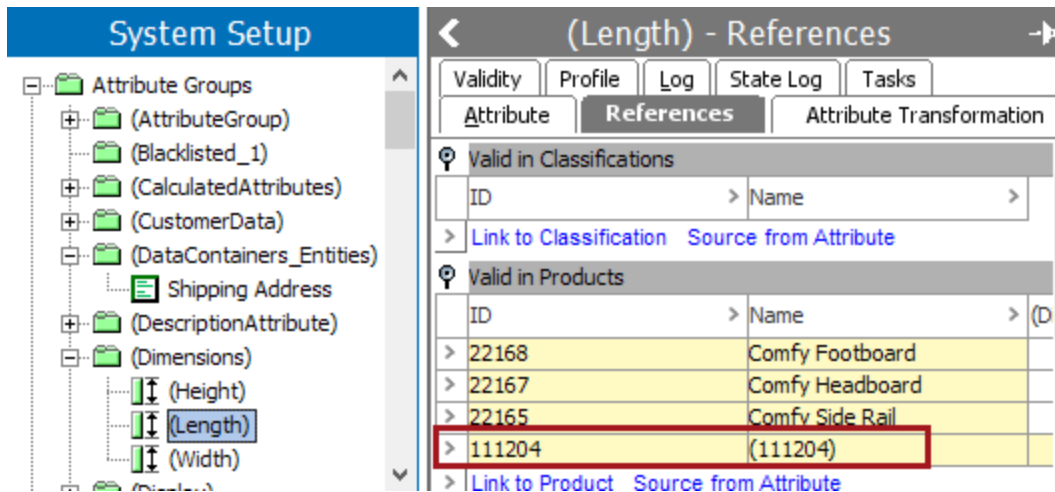 System Setup
Attribute Groups
(AttributeGroup)
(Blacklisted_1)
(CalculatedAttributes)
(CustomerData)
(DataContainers_Entities)
Shipping Address
(DescriptionAttribute)
(Dimensions)
(Height)
(Length)
(Width)
(Display)
(Length) - References
Validity Profile Log State Log Tasks
Attribute References Attribute Transformation
Valid in Classifications
ID > Name >
> Link to Classification Source from Attribute
Valid in Products
ID > Name > (D
> 22168 Comfy Footboard
> 22167 Comfy Headboard
> 22165 Comfy Side Rail
> 111204 (111204)
> Link to Product Source from Attribute